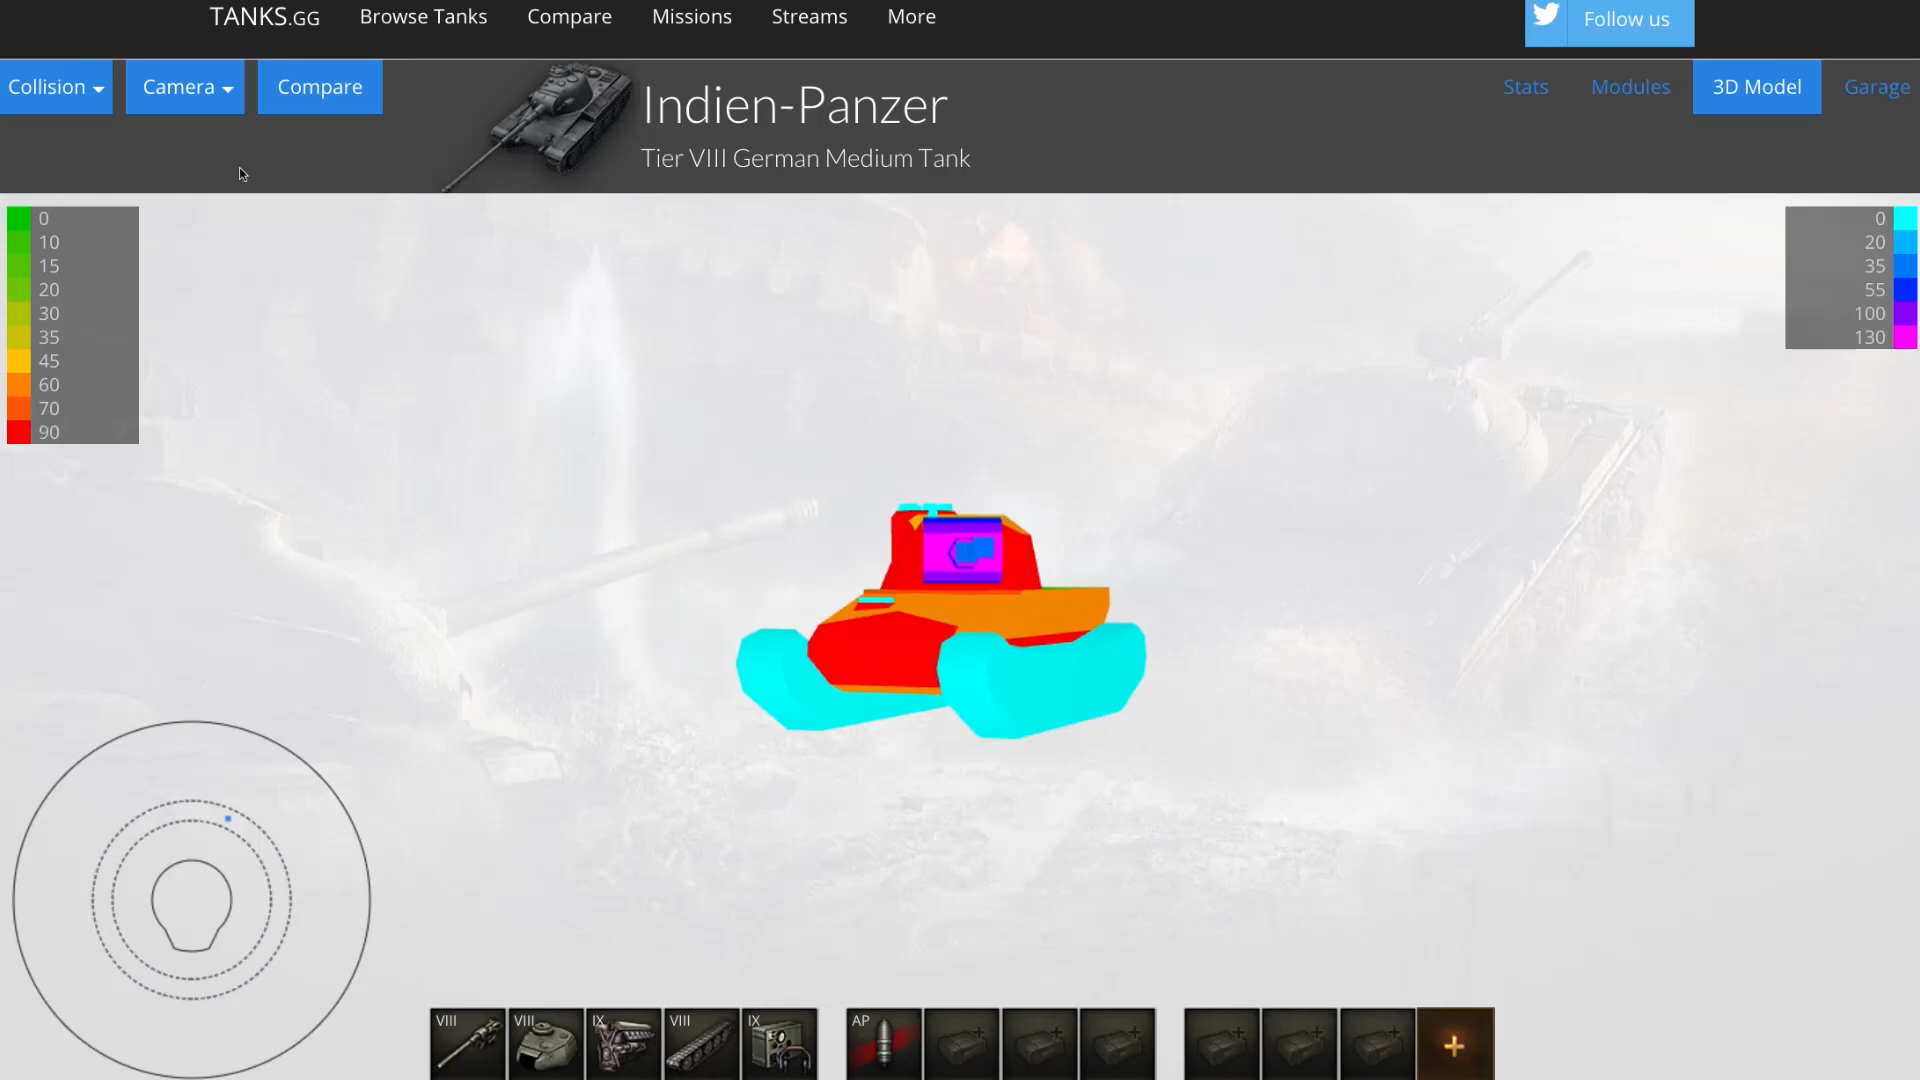 TANKS.GG
Browse Tanks
Compare
Missions
Streams
More
Follow us
Collision
Camera
Compare
Indien-Panzer
Tier VIII German Medium Tank
Stats
Modules
3D Model
Garage
0
10
15
20
30
35
45
60
70
90
0
20
35
55
100
130
VIII
VIII
IX
VIII
IX
AP